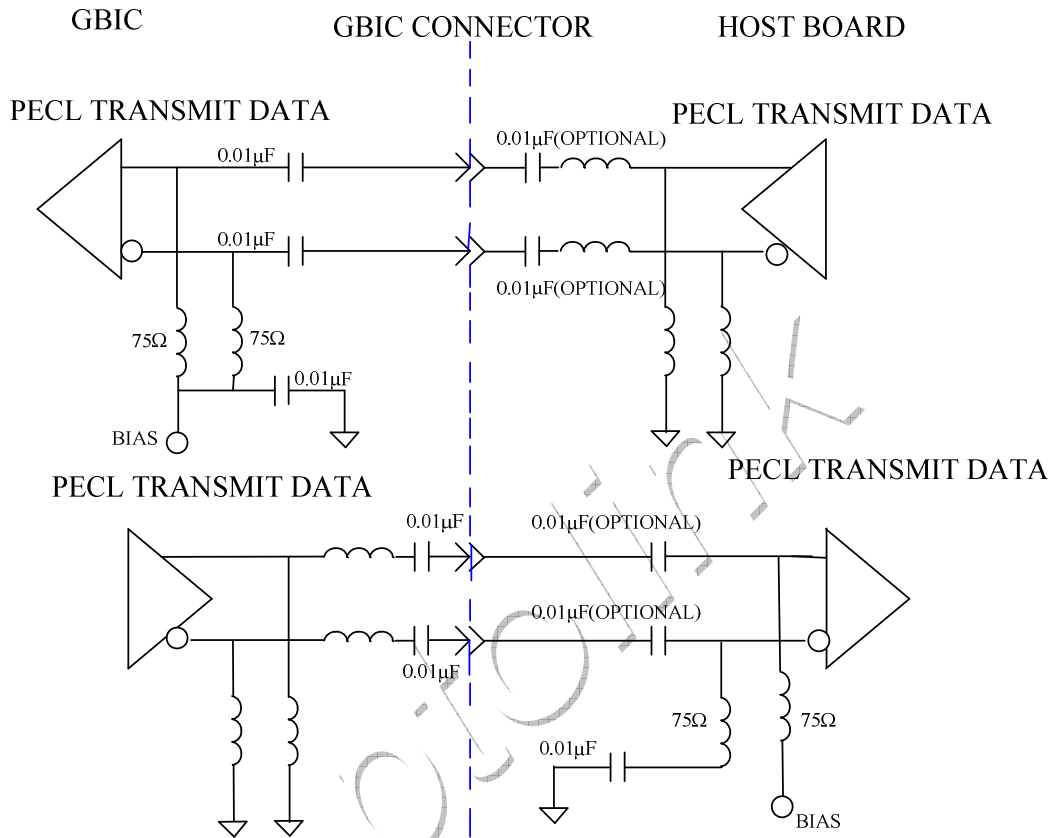 GBIC
GBIC CONNECTOR
HOST BOARD
PECL TRANSMIT DATA
PECL TRANSMIT DATA
0.01μF
0.01μF(OPTIONAL)
0.01μF
0.01μF(OPTIONAL)
75Ω
75Ω
0.01μF
BIAS
PECL TRANSMIT DATA
PECL TRANSMIT DATA
0.01μF
0.01μF(OPTIONAL)
0.01μF(OPTIONAL)
0.01μF
75Ω
75Ω
0.01μF
BIAS